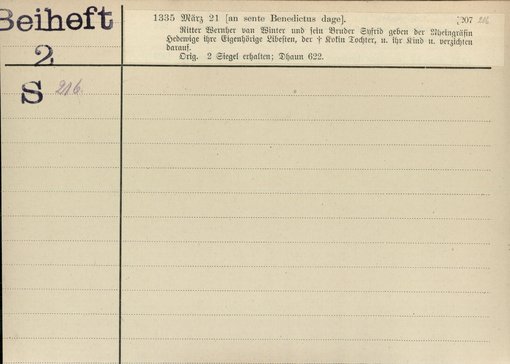 Beiheft
2
S 216
1335 März 21 [an sente Benedictus dage]. [207 216
Ritter Wernher van Winter und sein Bruder Syfrid geben der Rheingräfin
Hedewige ihre Eigenhörige Libesten, der † Kokin Tochter, u. ihr Kind u. verzichten
darauf.
Orig. 2 Siegel erhalten; Dhaun 622.